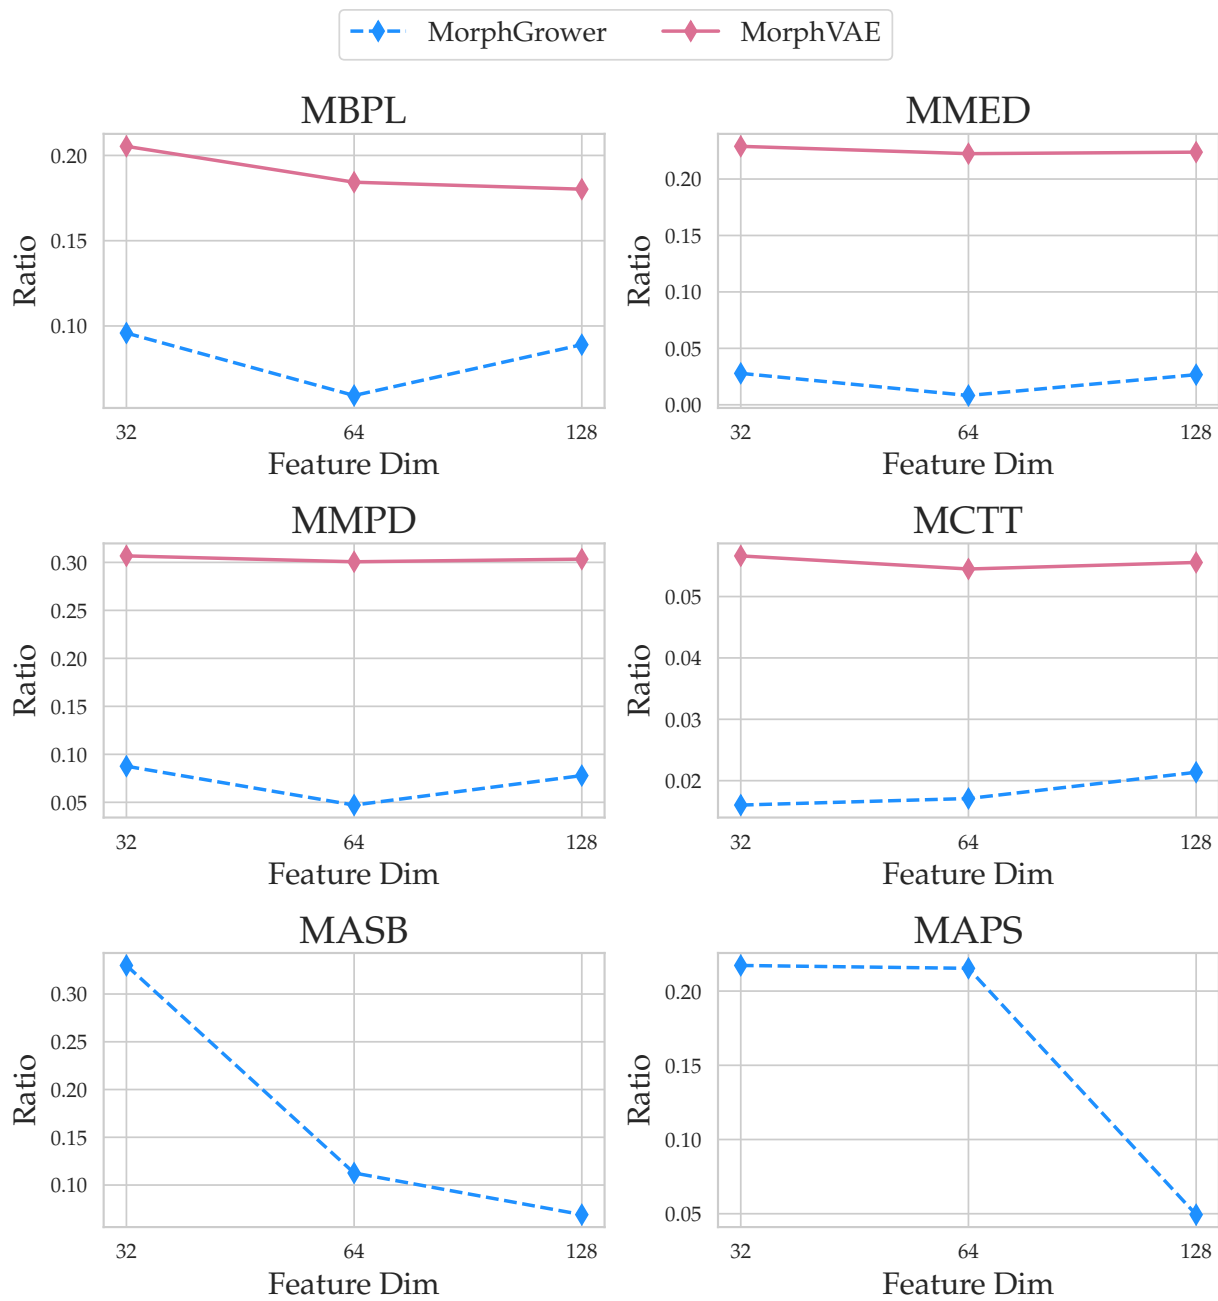 MorphGrower MorphVAE
MBPL
MMED
Ratio
0.20
0.15
0.10
32 64 128
Feature Dim
Ratio
0.20
0.15
0.10
0.05
0.00
32 64 128
Feature Dim
MMPD
MCTT
Ratio
0.30
0.25
0.20
0.15
0.10
0.05
32 64 128
Feature Dim
Ratio
0.05
0.04
0.03
0.02
32 64 128
Feature Dim
MASB
MAPS
Ratio
0.30
0.25
0.20
0.15
0.10
32 64 128
Feature Dim
Ratio
0.20
0.15
0.10
0.05
32 64 128
Feature Dim